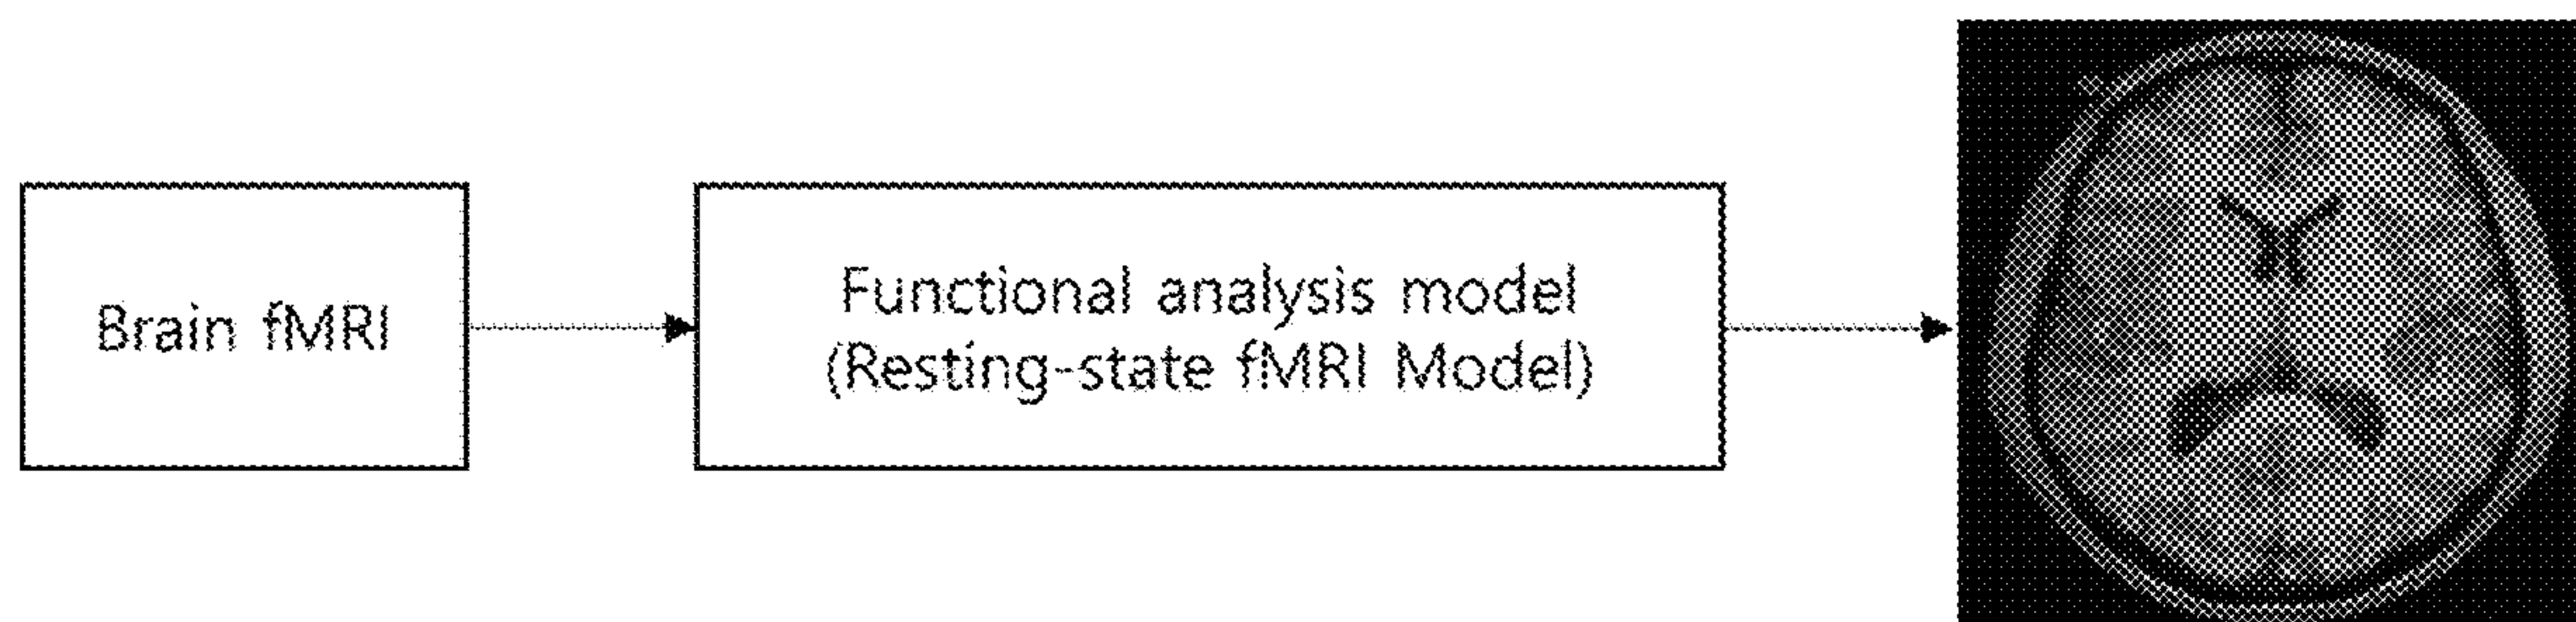 Brain fMRI
Functional analysis model
(Resting-state fMRI Model)